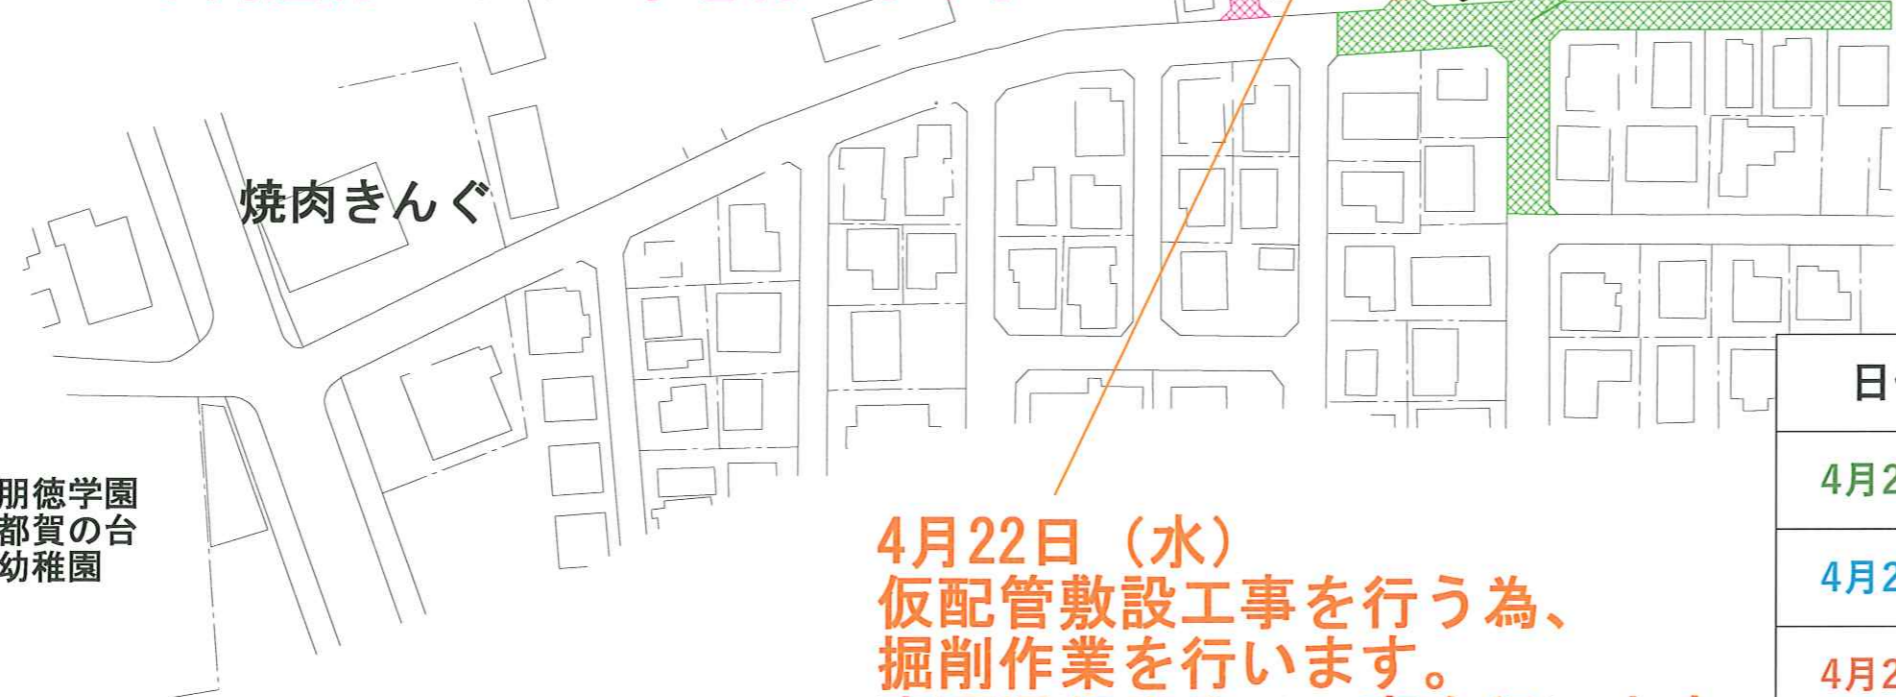 焼肉きんぐ
朋徳学園
都賀の台
幼稚園
4月22日（水）
仮配管敷設工事を行う為、
掘削作業を行います。
日
4月2
4月2
4月2